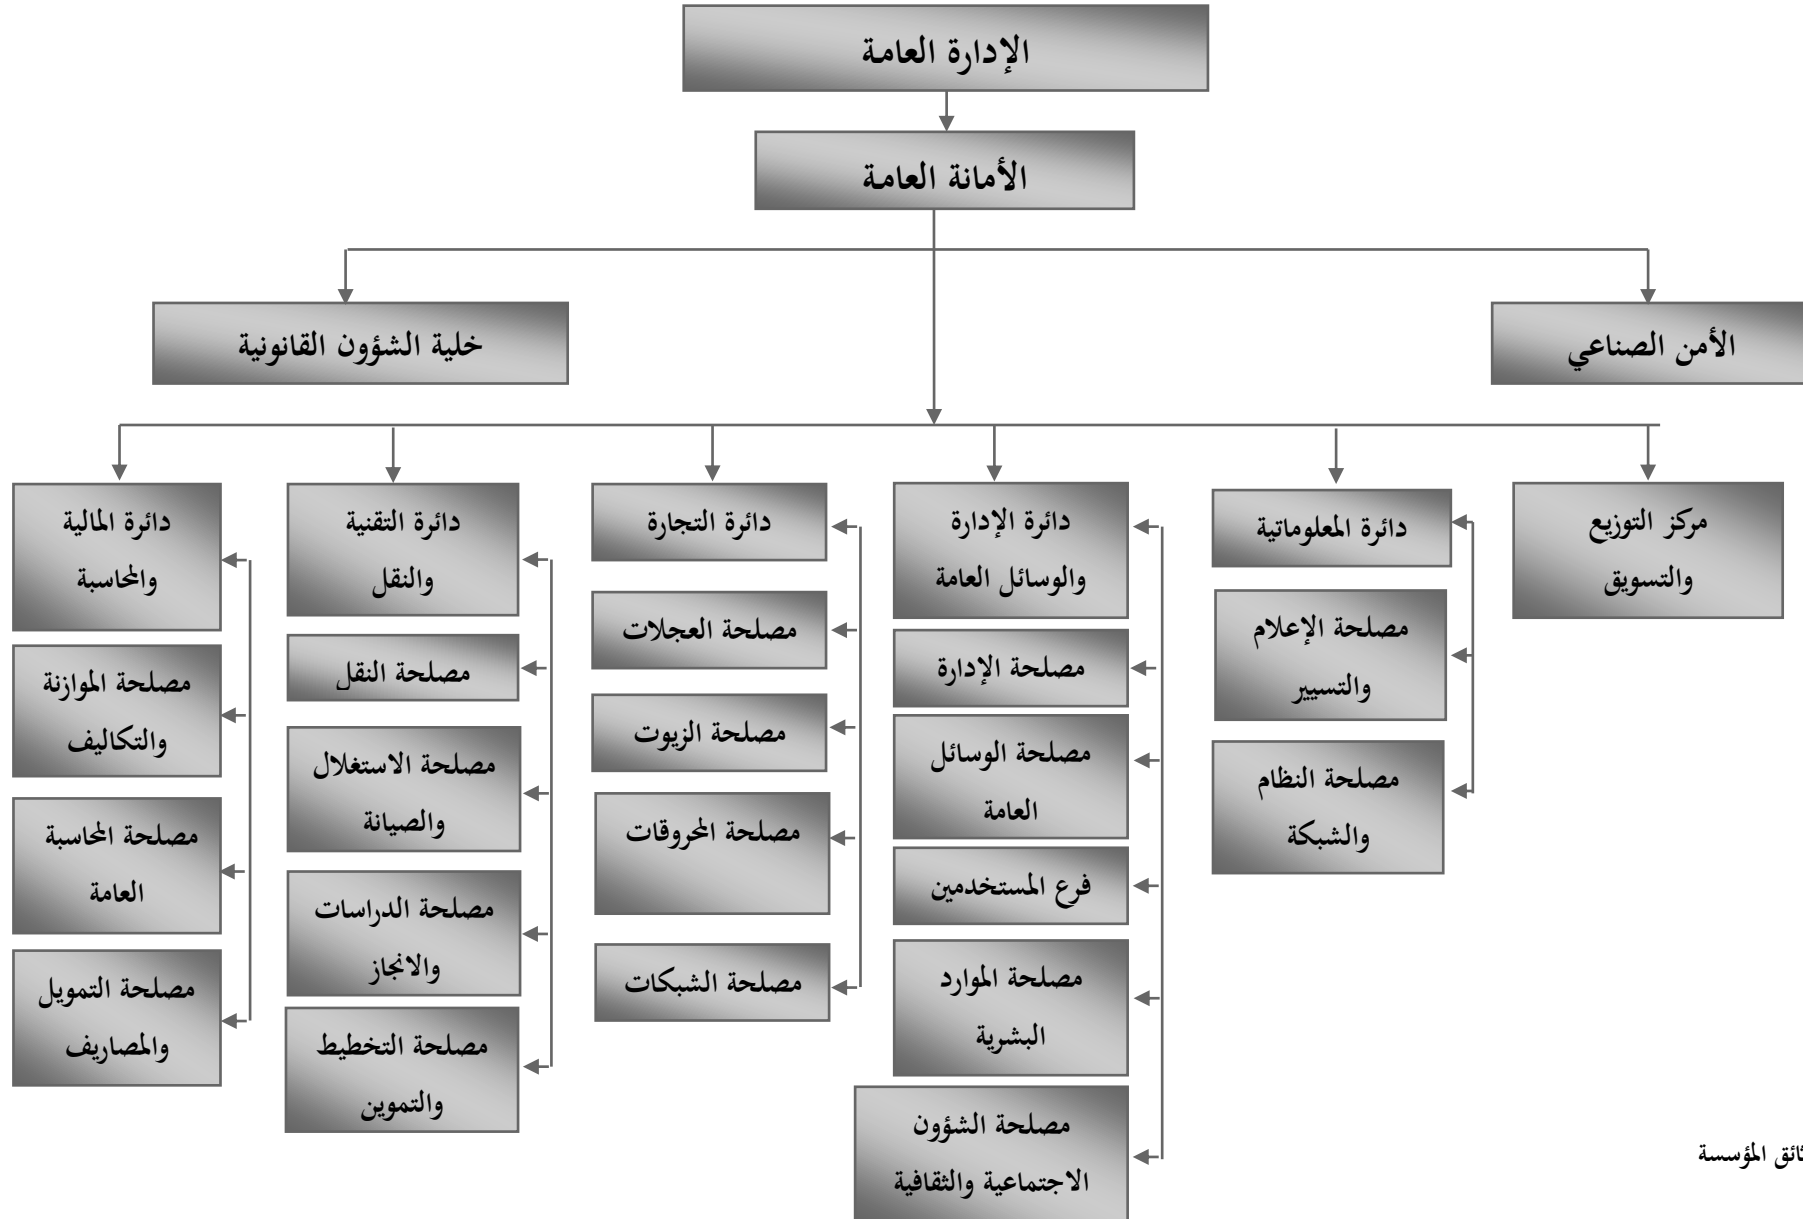 الإدارة العامة
الأمانة العامة
الأمن الصناعي
خلية الشؤون القانونية
مركز التوزيع
والتسويق
دائرة المعلوماتية
مصلحة الإعلام
والتسيير
مصلحة النظام
والشبكة
دائرة الإدارة
والوسائل العامة
مصلحة الإدارة
مصلحة الوسائل
العامة
فرع المستخدمين
مصلحة الموارد
البشرية
مصلحة الشؤون
الاجتماعية والثقافية
دائرة التجارة
مصلحة العجلات
مصلحة الزيوت
مصلحة المحروقات
مصلحة الشبكات
دائرة التقنية
والنقل
مصلحة النقل
مصلحة الاستغلال
والصيانة
مصلحة الدراسات
والانجاز
مصلحة التخطيط
والتموين
دائرة المالية
والمحاسبة
مصلحة الموازنة
والتكاليف
مصلحة المحاسبة
العامة
مصلحة التمويل
والمصاريف
المؤسسة